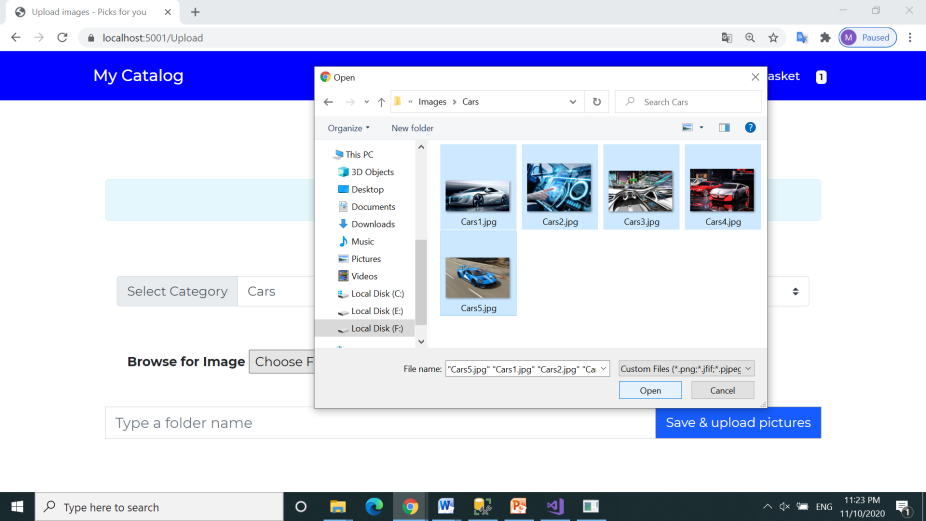 Upload images - Picks for you
localhost:5001/Upload
M Paused
My Catalog
asket 1
Open
« Images > Cars
Search Cars
Organize
New folder
This PC
3D Objects
Desktop
Documents
Downloads
Music
Pictures
Videos
Local Disk (C:)
Local Disk (E:)
Local Disk (F:)
Cars1.jpg
Cars2.jpg
Cars3.jpg
Cars4.jpg
Cars5.jpg
File name:
"Cars5.jpg" "Cars1.jpg" "Cars2.jpg" "Ca
Custom Files (*.png;*.jfif;*.pjpeg
Open
Cancel
Select Category
Cars
Browse for Image
Choose F
Type a folder name
Save & upload pictures
Type here to search
ENG
11:23 PM
11/10/2020
1